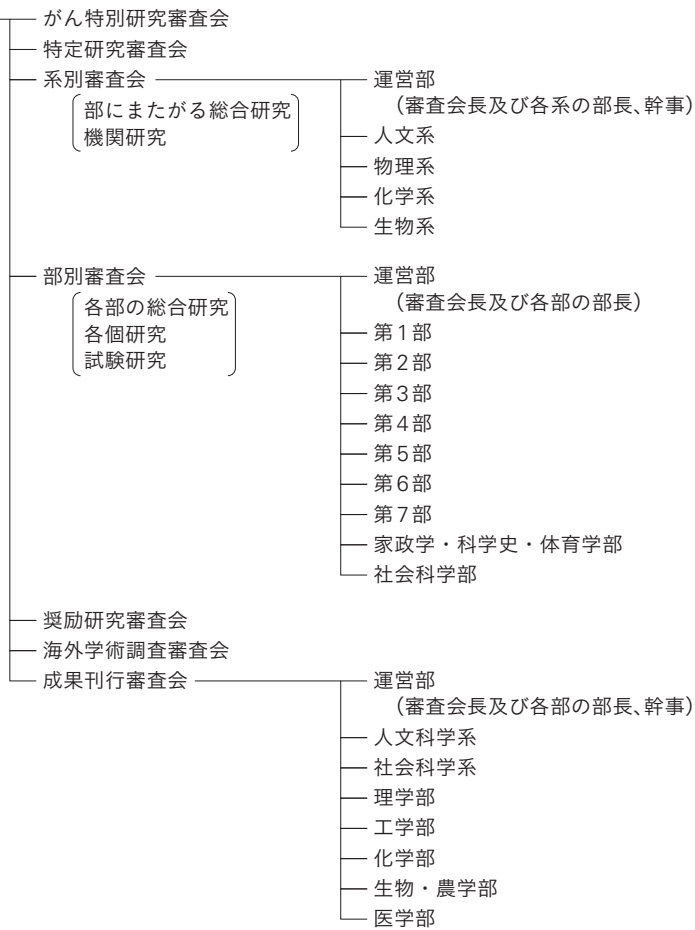 がん特別研究審査会
特定研究審査会
系別審査会
部にまたがる総合研究
機関研究
運営部
（審査会長及び各系の部長、幹事）
人文系
物理系
化学系
生物系
部別審査会
各部の総合研究
各個研究
試験研究
運営部
（審査会長及び各部の部長）
第1部
第2部
第3部
第4部
第5部
第6部
第7部
家政学・科学史・体育学部
社会科学部
奨励研究審査会
海外学術調査審査会
成果刊行審査会
運営部
（審査会長及び各部の部長、幹事）
人文科学系
社会科学系
理学部
工学部
化学部
生物・農学部
医学部